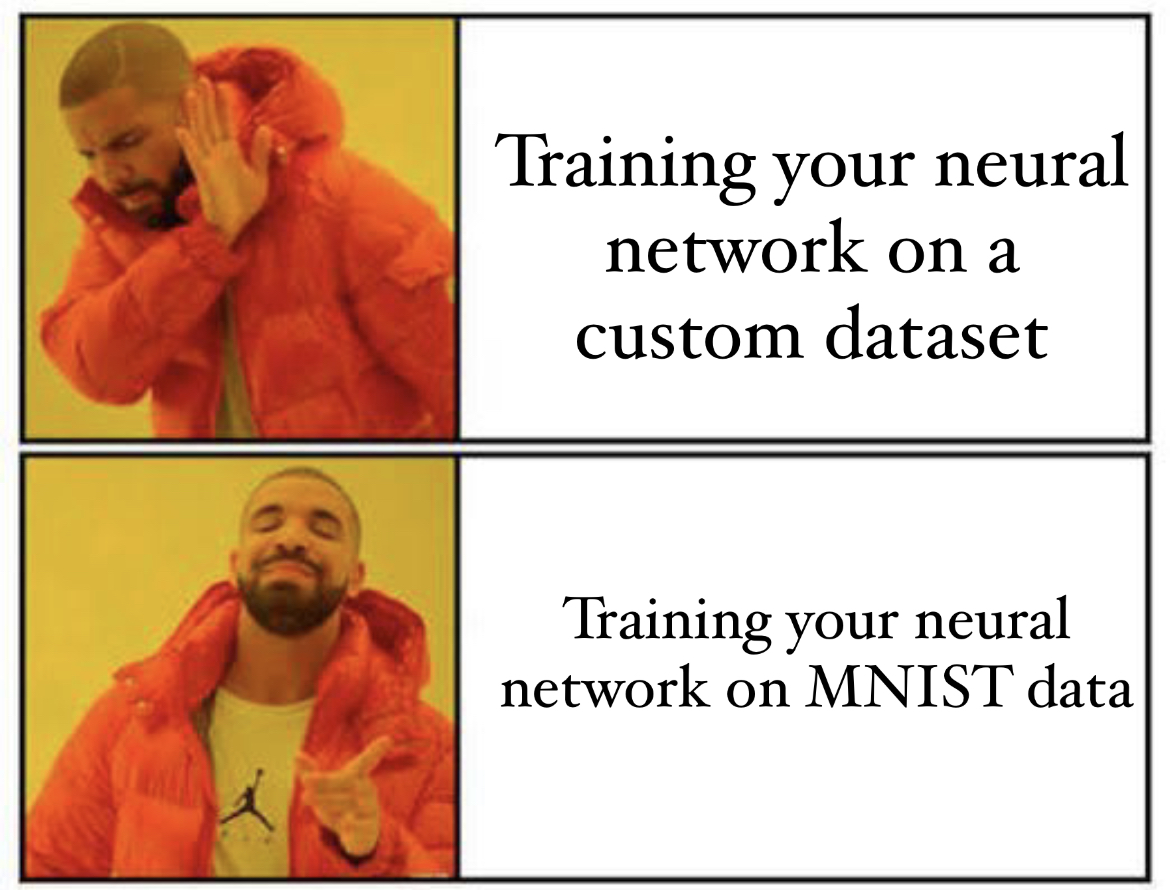 Training your neural
network on a
custom dataset
Training your neural
network on MNIST data